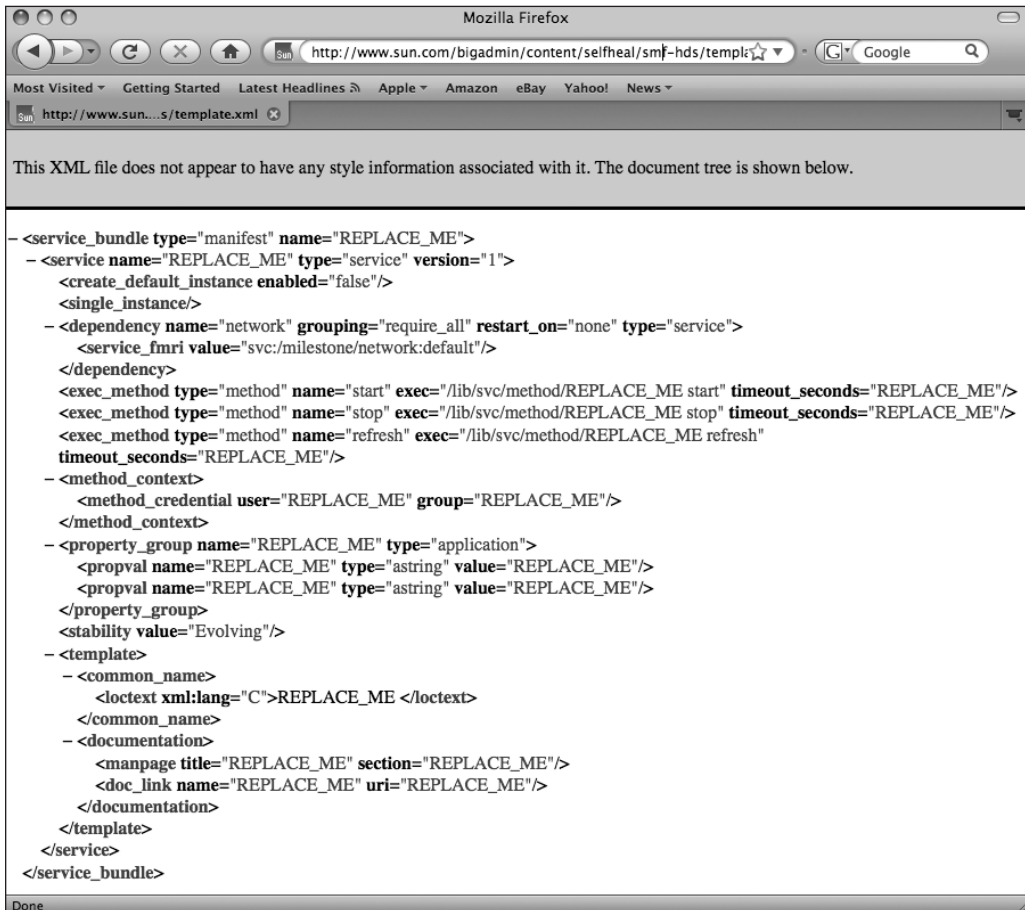 Mozilla Firefox
Sun http://www.sun.com/bigadmin/content/selfheal/smf-hds/templa G Google
Most Visited Getting Started Latest Headlines Apple Amazon eBay Yahoo! News
Sun http://www.sun....s/template.xml
This XML file does not appear to have any style information associated with it. The document tree is shown below.
– <service_bundle type="manifest" name="REPLACE_ME">
– <service name="REPLACE_ME" type="service" version="1">
<create_default_instance enabled="false"/>
<single_instance/>
– <dependency name="network" grouping="require_all" restart_on="none" type="service">
<service_fmri value="svc:/milestone/network:default"/>
</dependency>
<exec_method type="method" name="start" exec="/lib/svc/method/REPLACE_ME start" timeout_seconds="REPLACE_ME"/>
<exec_method type="method" name="stop" exec="/lib/svc/method/REPLACE_ME stop" timeout_seconds="REPLACE_ME"/>
<exec_method type="method" name="refresh" exec="/lib/svc/method/REPLACE_ME refresh"
timeout_seconds="REPLACE_ME"/>
– <method_context>
<method_credential user="REPLACE_ME" group="REPLACE_ME"/>
</method_context>
– <property_group name="REPLACE_ME" type="application">
<propval name="REPLACE_ME" type="astring" value="REPLACE_ME"/>
<propval name="REPLACE_ME" type="astring" value="REPLACE_ME"/>
</property_group>
<stability value="Evolving"/>
– <template>
– <common_name>
<loctext xml:lang="C">REPLACE_ME </loctext>
</common_name>
– <documentation>
<manpage title="REPLACE_ME" section="REPLACE_ME"/>
<doc_link name="REPLACE_ME" uri="REPLACE_ME"/>
</documentation>
</template>
</service>
</service_bundle>
Done